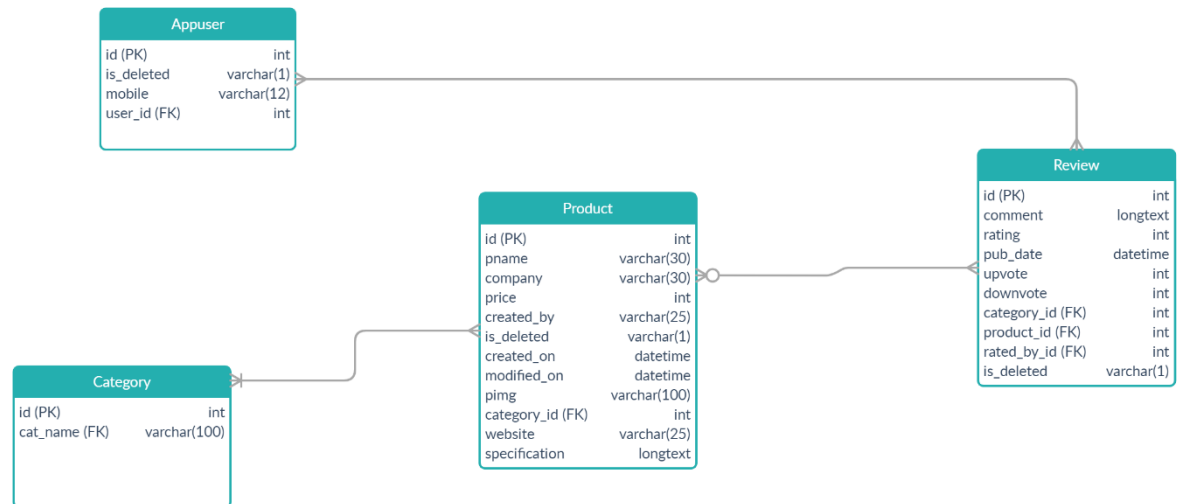 Appuser
id (PK) int
is_deleted varchar(1)
mobile varchar(12)
user_id (FK) int
Review
id (PK) int
comment longtext
rating int
pub_date datetime
upvote int
downvote int
category_id (FK) int
product_id (FK) int
rated_by_id (FK) int
is_deleted varchar(1)
Product
id (PK) int
pname varchar(30)
company varchar(30)
price int
created_by varchar(25)
is_deleted varchar(1)
created_on datetime
modified_on datetime
pimg varchar(100)
category_id (FK) int
website varchar(25)
specification longtext
Category
id (PK) int
cat_name (FK) varchar(100)